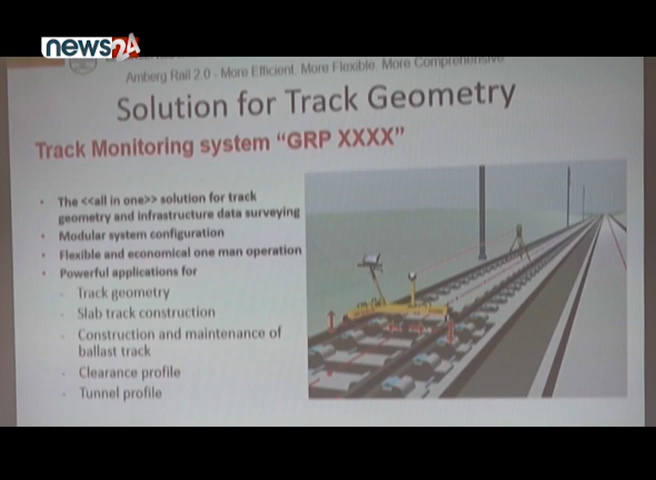 news24
Amberg Rail 2.0 - More Efficient. More Flexible. More Comprehensive
Solution for Track Geometry
Track Monitoring system “GRP XXXX”
• The <<all in one>> solution for track
geometry and infrastructure data surveying
• Modular system configuration
• Flexible and economical one man operation
• Powerful applications for
- Track geometry
- Slab track construction
- Construction and maintenance of
ballast track
- Clearance profile
- Tunnel profile